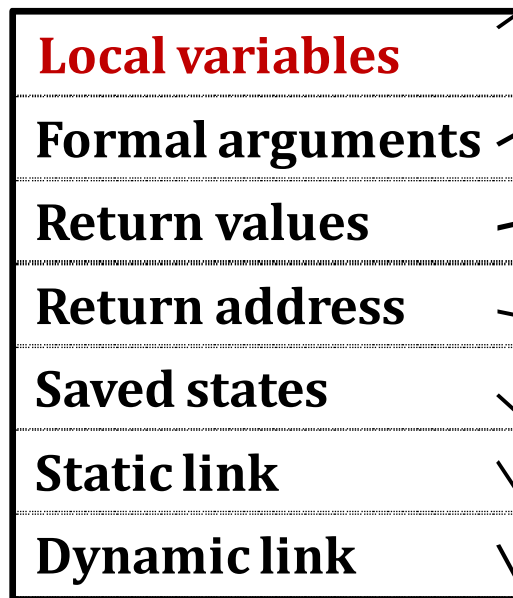 Local variables
Formal arguments
Return values
Return address
Saved states
Static link
Dynamic link